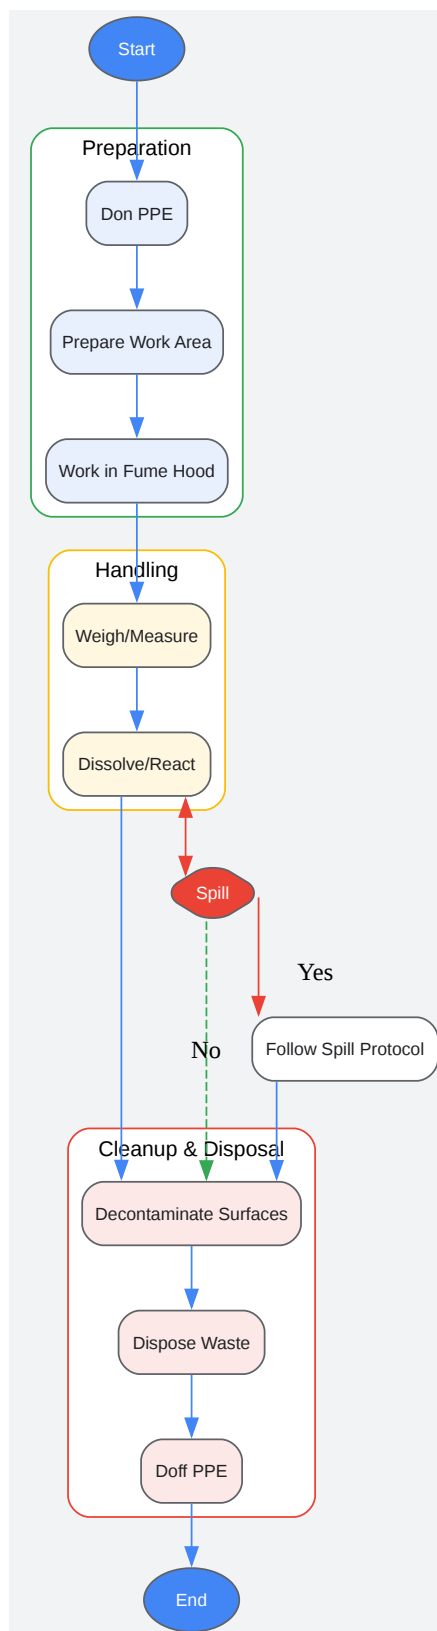 Start
Preparation
Don PPE
Prepare Work Area
Work in Fume Hood
Handling
Weigh/Measure
Dissolve/React
Spill
Yes
No
Follow Spill Protocol
Cleanup & Disposal
Decontaminate Surfaces
Dispose Waste
Doff PPE
End